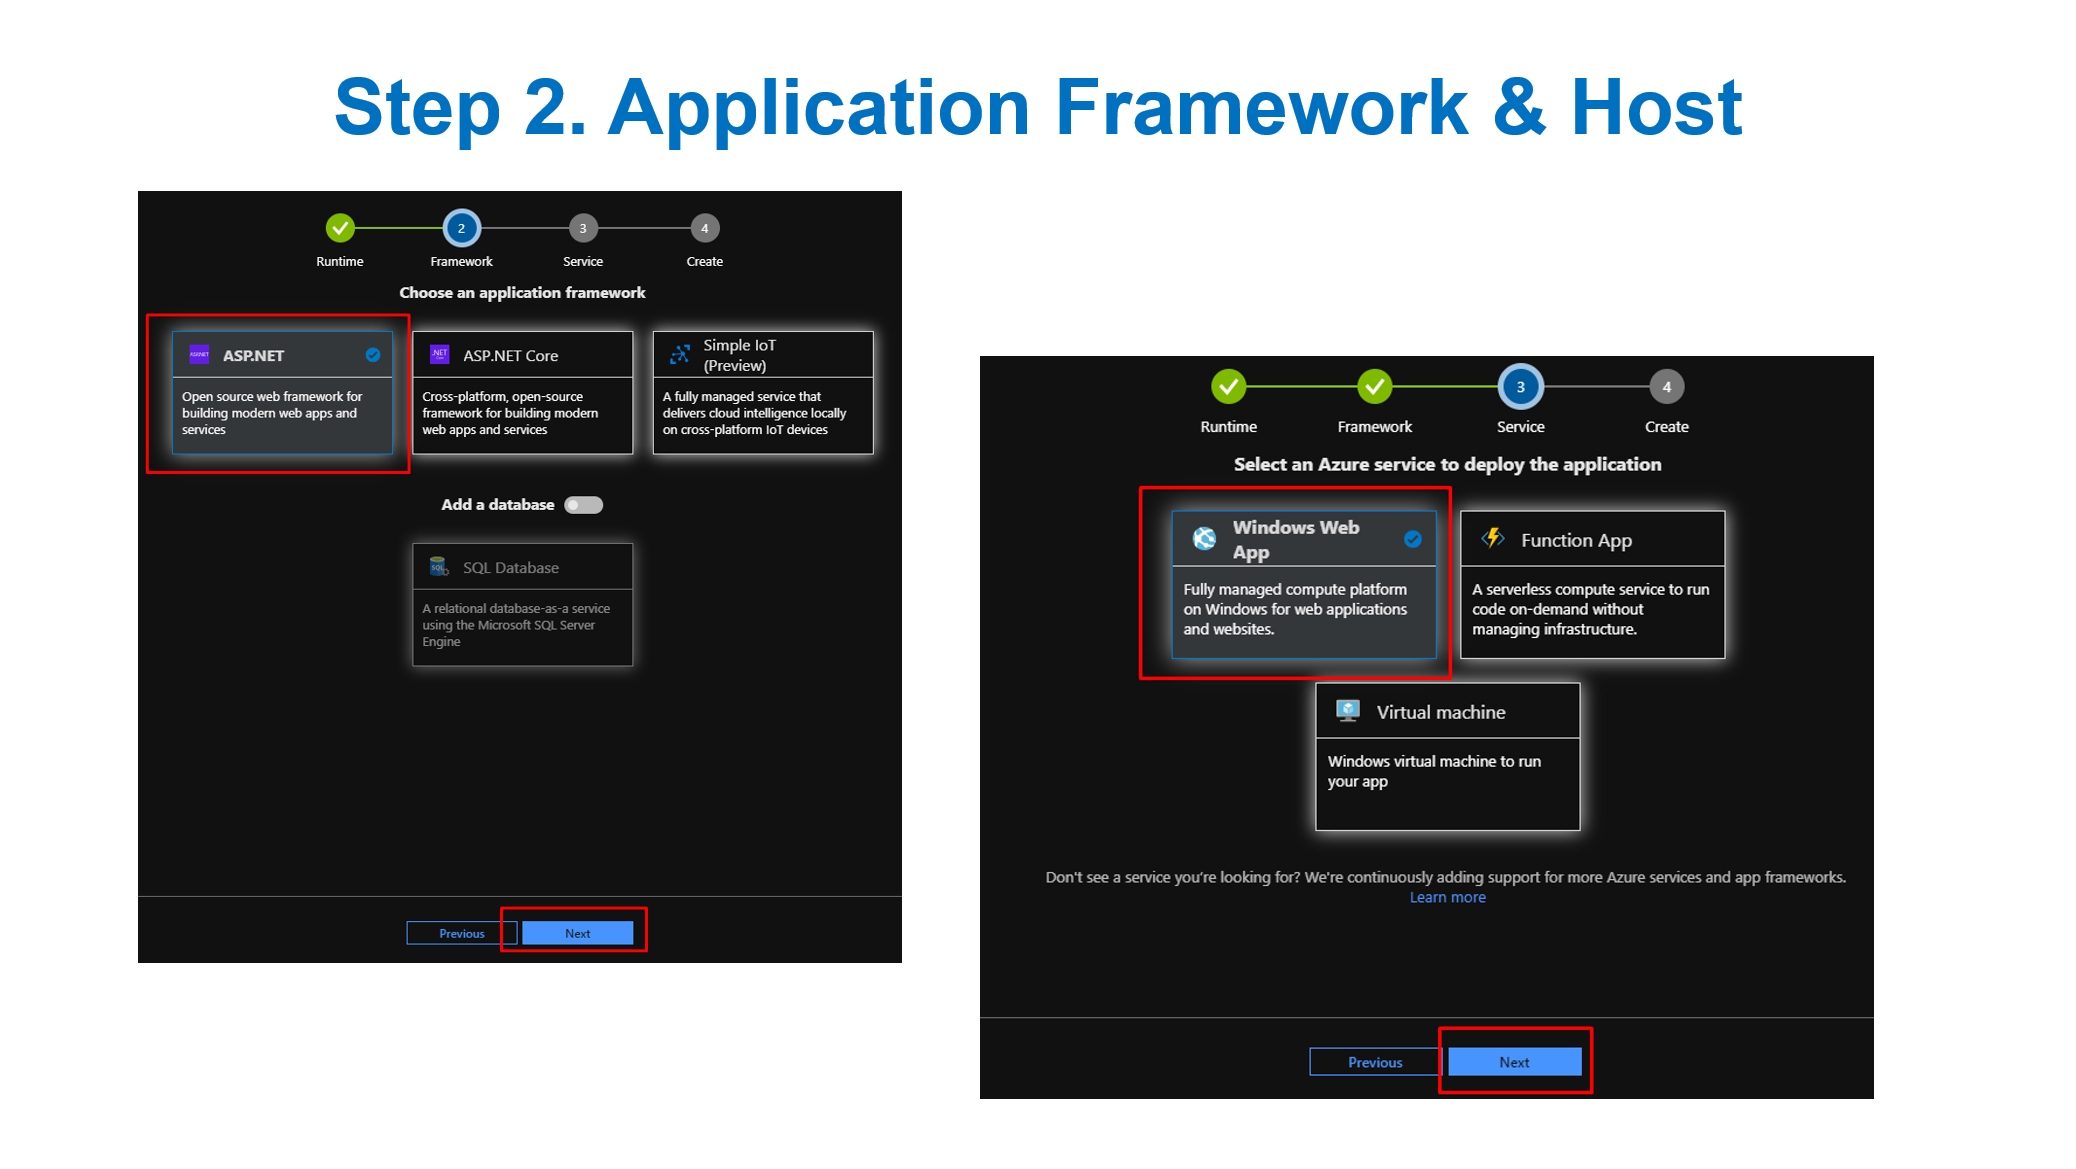 Step 2. Application Framework & Host
2
3
4
Runtime
Framework
Service
Create
Choose an application framework
ASP.NET
Open source web framework for
building modern web apps and
services
.NET
Core
ASP.NET Core
Cross-platform, open-source
framework for building modern
web apps and services
Simple IoT
(Preview)
A fully managed service that
delivers cloud intelligence locally
on cross-platform IoT devices
Add a database
SQL
SQL Database
A relational database-as-a service
using the Microsoft SQL Server
Engine
Previous
Next
3
4
Runtime
Framework
Service
Create
Select an Azure service to deploy the application
Windows Web
App
Fully managed compute platform
on Windows for web applications
and websites.
Function App
A serverless compute service to run
code on-demand without
managing infrastructure.
Virtual machine
Windows virtual machine to run
your app
Don't see a service you're looking for? We're continuously adding support for more Azure services and app frameworks.
Learn more
Previous
Next